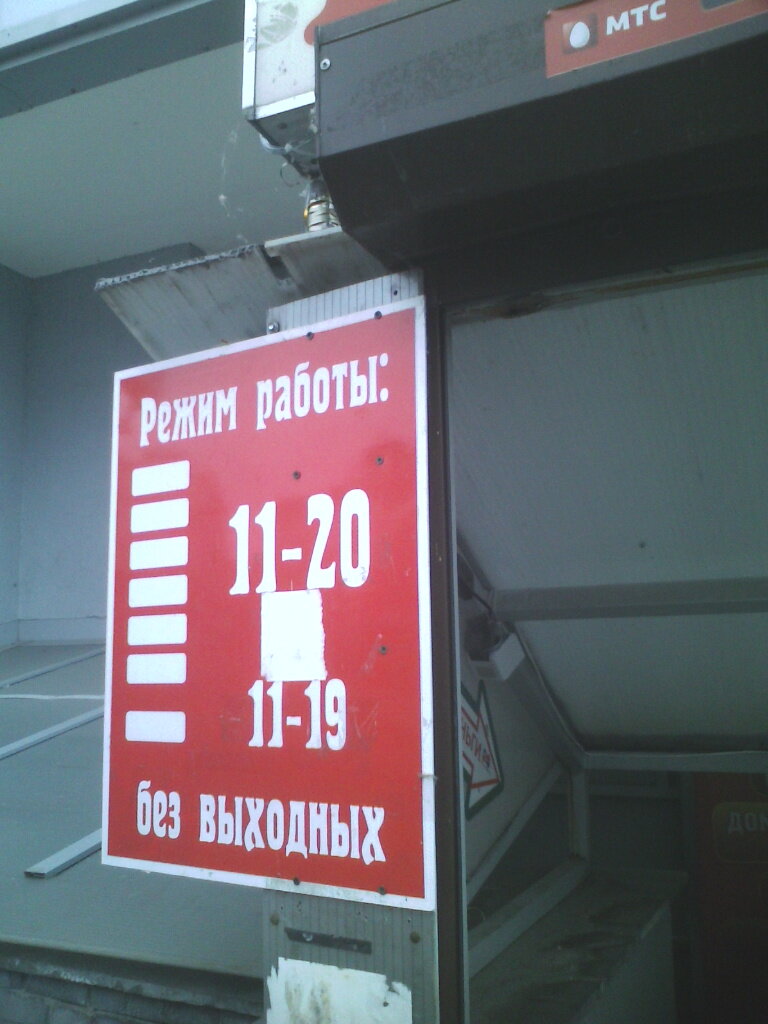 МТС
Режим работы:
11-20
11-19
без выходных